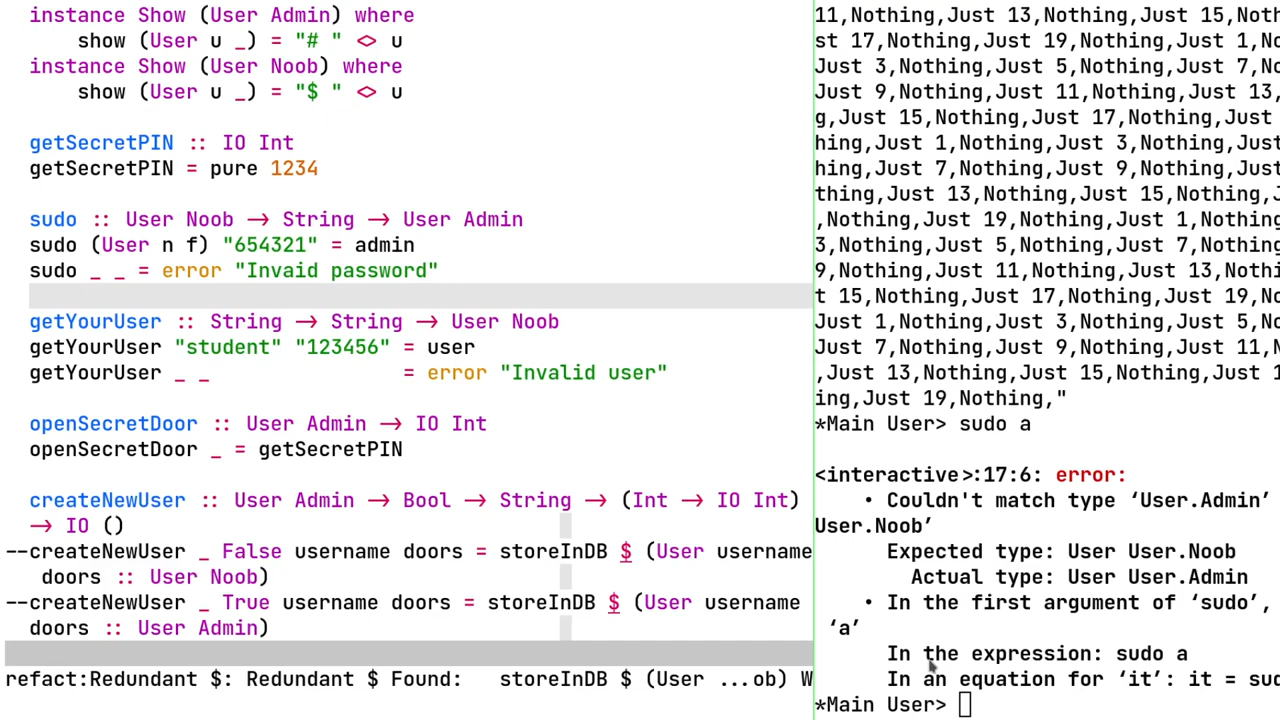 instance Show (User Admin) where
show (User u _) = "# " <> u
instance Show (User Noob) where
show (User u _) = "$ " <> u
getSecretPIN :: IO Int
getSecretPIN = pure 1234
sudo :: User Noob -> String -> User Admin
sudo (User n f) "654321" = admin
sudo _ _ = error "Invaid password"
getYourUser :: String -> String -> User Noob
getYourUser "student" "123456" = user
getYourUser _ _ = error "Invalid user"
openSecretDoor :: User Admin -> IO Int
openSecretDoor _ = getSecretPIN
createNewUser :: User Admin -> Bool -> String -> (Int -> IO Int)
-> IO ()
--createNewUser _ False username doors = storeInDB $ (User username
doors :: User Noob)
--createNewUser _ True username doors = storeInDB $ (User username
doors :: User Admin)
refact:Redundant $: Redundant $ Found: storeInDB $ (User ...ob) W
11,Nothing,Just 13,Nothing,Just 15,Noth
st 17,Nothing,Just 19,Nothing,Just 1,No
Just 3,Nothing,Just 5,Nothing,Just 7,No
Just 9,Nothing,Just 11,Nothing,Just 13,
g,Just 15,Nothing,Just 17,Nothing,Just
hing,Just 1,Nothing,Just 3,Nothing,Just
hing,Just 7,Nothing,Just 9,Nothing,Just
thing,Just 13,Nothing,Just 15,Nothing,J
,Nothing,Just 19,Nothing,Just 1,Nothing
3,Nothing,Just 5,Nothing,Just 7,Nothing
9,Nothing,Just 11,Nothing,Just 13,Nothi
t 15,Nothing,Just 17,Nothing,Just 19,No
Just 1,Nothing,Just 3,Nothing,Just 5,No
Just 7,Nothing,Just 9,Nothing,Just 11,N
,Just 13,Nothing,Just 15,Nothing,Just 1
ing,Just 19,Nothing,"
*Main User> sudo a
<interactive>:17:6: error:
• Couldn't match type ‘User.Admin’
User.Noob’
Expected type: User User.Noob
Actual type: User User.Admin
• In the first argument of ‘sudo’,
‘a’
In the expression: sudo a
In an equation for ‘it’: it = sud
*Main User>